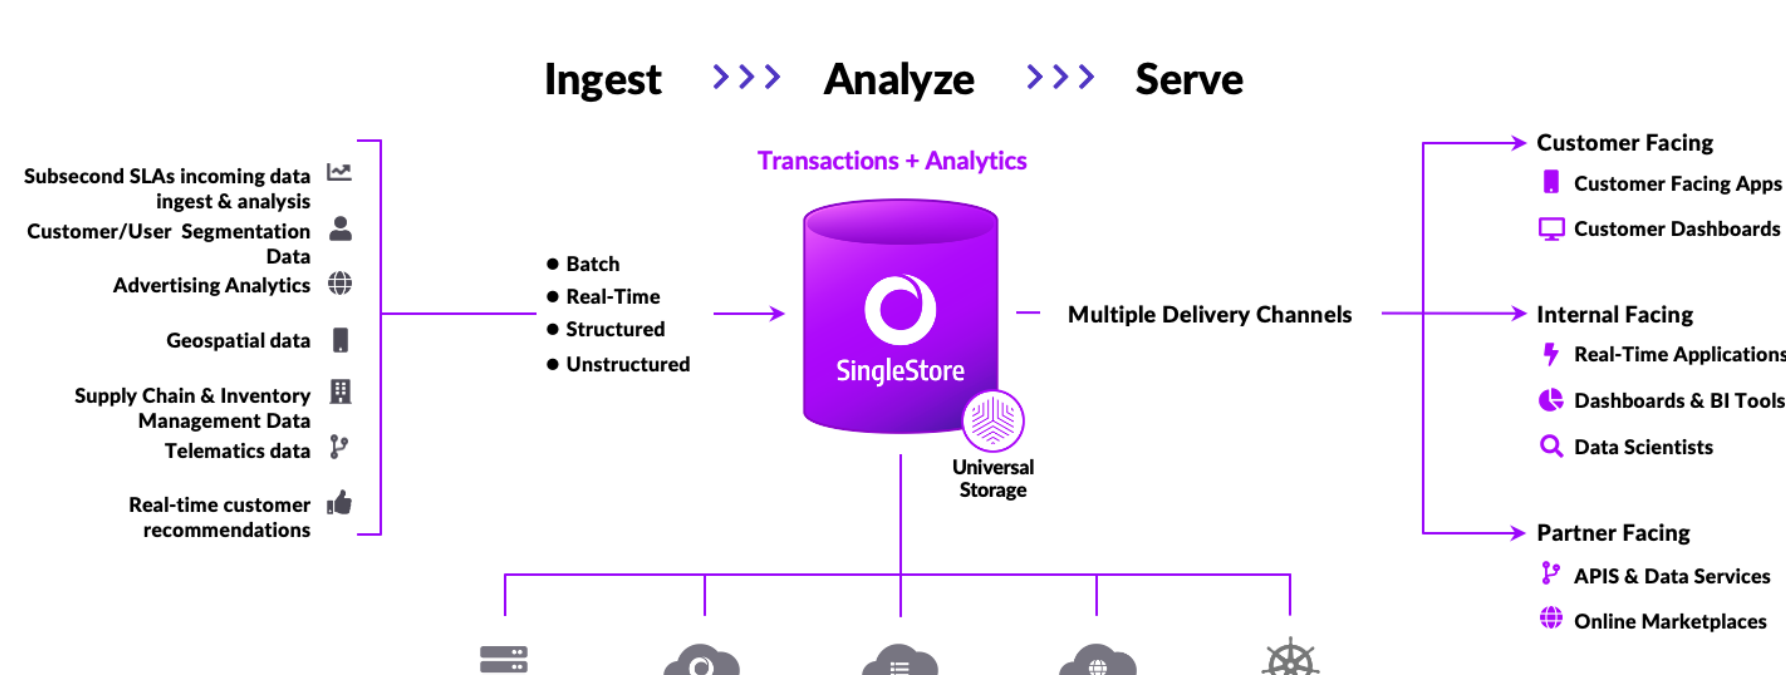 Ingest >>> Analyze >>> Serve
Transactions + Analytics
Subsecond SLAs incoming data
ingest & analysis
Customer/User Segmentation
Data
Advertising Analytics
Geospatial data
Supply Chain & Inventory
Management Data
Telematics data
Real-time customer
recommendations
● Batch
● Real-Time
● Structured
● Unstructured
SingleStore
Universal
Storage
Multiple Delivery Channels
Customer Facing
Customer Facing Apps
Customer Dashboards
Internal Facing
Real-Time Applications
Dashboards & BI Tools
Data Scientists
Partner Facing
APIS & Data Services
Online Marketplaces